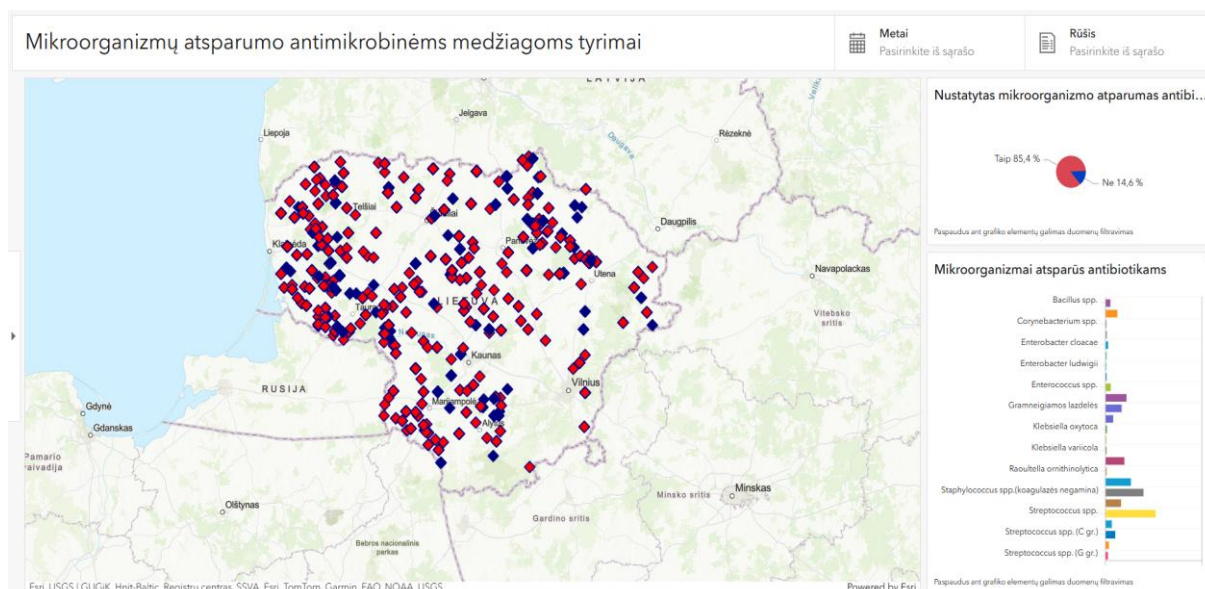 Mikroorganizmų atsparumo antimikrobinėms medžiagoms tyrimai
Metai
Pasirinkite iš sąrašo
Rūšis
Pasirinkite iš sąrašo
LATVIJA
Jelgava
Liepoja
Rēzeknė
Daugava
Telšiai
Daugpilis
Utena
Navapolackas
LIETUVA
Vitebsko
sritis
Kaunas
RUSIJA
Vilnius
Marijampolė
Alytus
Gdynė
Gdanskas
Pamario
vaivadija
Olštynas
Minskas
Minsko sritis
Gardino sritis
Bebros nacionalinis
parkas
Esri, USGS | GUGiK, Hnit-Baltic, Registrų centras, SSVA, Esri, TomTom, Garmin, FAO, NOAA, USGS
Powered by Esri
Nustatytas mikroorganizmo atparumas antibi...
Taip 85,4 %
Ne 14,6 %
Paspaudus ant grafiko elementų galimas duomenų filtravimas
Mikroorganizmai atsparūs antibiotikams
Bacillus spp.
Corynebacterium spp.
Enterobacter cloacae
Enterobacter ludwigii
Enterococcus spp.
Gramneigiamos lazdelės
Klebsiella oxytoca
Klebsiella variicola
Raoultella ornithinolytica
Staphylococcus spp.(koagulazės negamina)
Streptococcus spp.
Streptococcus spp. (C gr.)
Streptococcus spp. (G gr.)
Paspaudus ant grafiko elementų galimas duomenų filtravimas